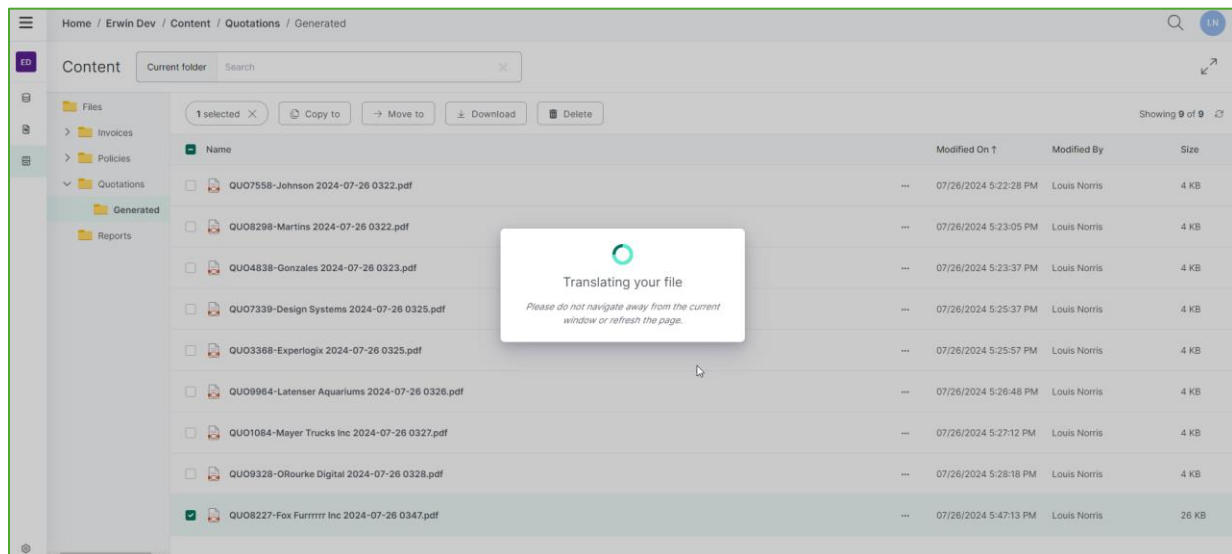 Home / Erwin Dev / Content / Quotations / Generated
LN
ED
Content
Current folder
Search
Files
Invoices
Policies
Quotations
Generated
Reports
1 selected
Copy to
Move to
Download
Delete
Showing 9 of 9
Name Modified On ↑ Modified By Size
QUO7558-Johnson 2024-07-26 0322.pdf ... 07/26/2024 5:22:28 PM Louis Norris 4 KB
QUO8298-Martins 2024-07-26 0322.pdf ... 07/26/2024 5:23:05 PM Louis Norris 4 KB
QUO4838-Gonzales 2024-07-26 0323.pdf ... 07/26/2024 5:23:37 PM Louis Norris 4 KB
QUO7339-Design Systems 2024-07-26 0325.pdf ... 07/26/2024 5:25:37 PM Louis Norris 4 KB
QUO3368-Experlogix 2024-07-26 0325.pdf ... 07/26/2024 5:25:57 PM Louis Norris 4 KB
QUO9964-Latenser Aquariums 2024-07-26 0326.pdf ... 07/26/2024 5:26:48 PM Louis Norris 4 KB
QUO1084-Mayer Trucks Inc 2024-07-26 0327.pdf ... 07/26/2024 5:27:12 PM Louis Norris 4 KB
QUO9328-ORourke Digital 2024-07-26 0328.pdf ... 07/26/2024 5:28:18 PM Louis Norris 4 KB
QUO8227-Fox Furrrrrr Inc 2024-07-26 0347.pdf ... 07/26/2024 5:47:13 PM Louis Norris 26 KB
Translating your file
Please do not navigate away from the current
window or refresh the page.